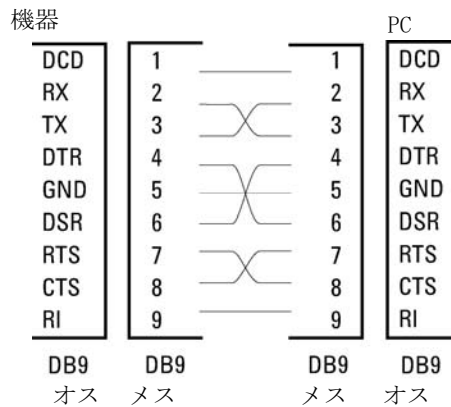 機器 PC
DCD 1 1 DCD
RX 2 2 RX
TX 3 3 TX
DTR 4 4 DTR
GND 5 5 GND
DSR 6 6 DSR
RTS 7 7 RTS
CTS 8 8 CTS
RI 9 9 RI
DB9 DB9 DB9 DB9
オス メス メス オス